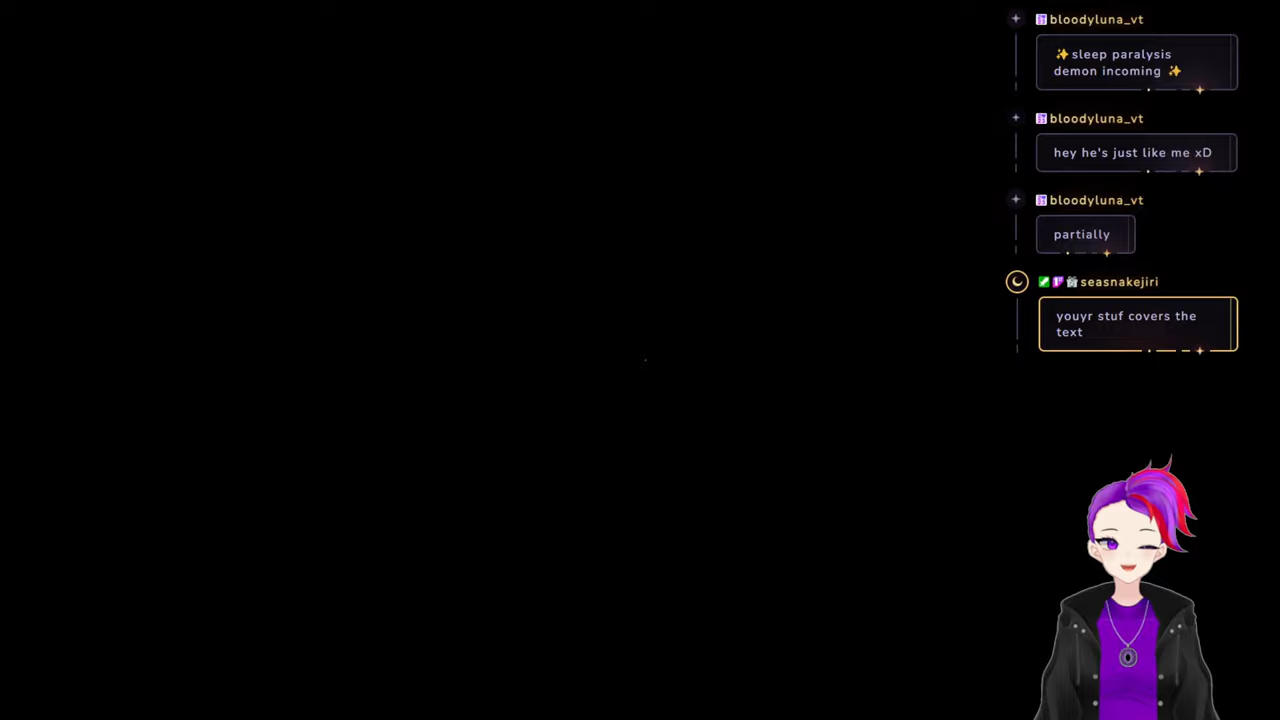 bloodyluna_vt
✨sleep paralysis
demon incoming ✨
bloodyluna_vt
hey he's just like me xD
bloodyluna_vt
partially
seasnakejiri
youyr stuf covers the
text